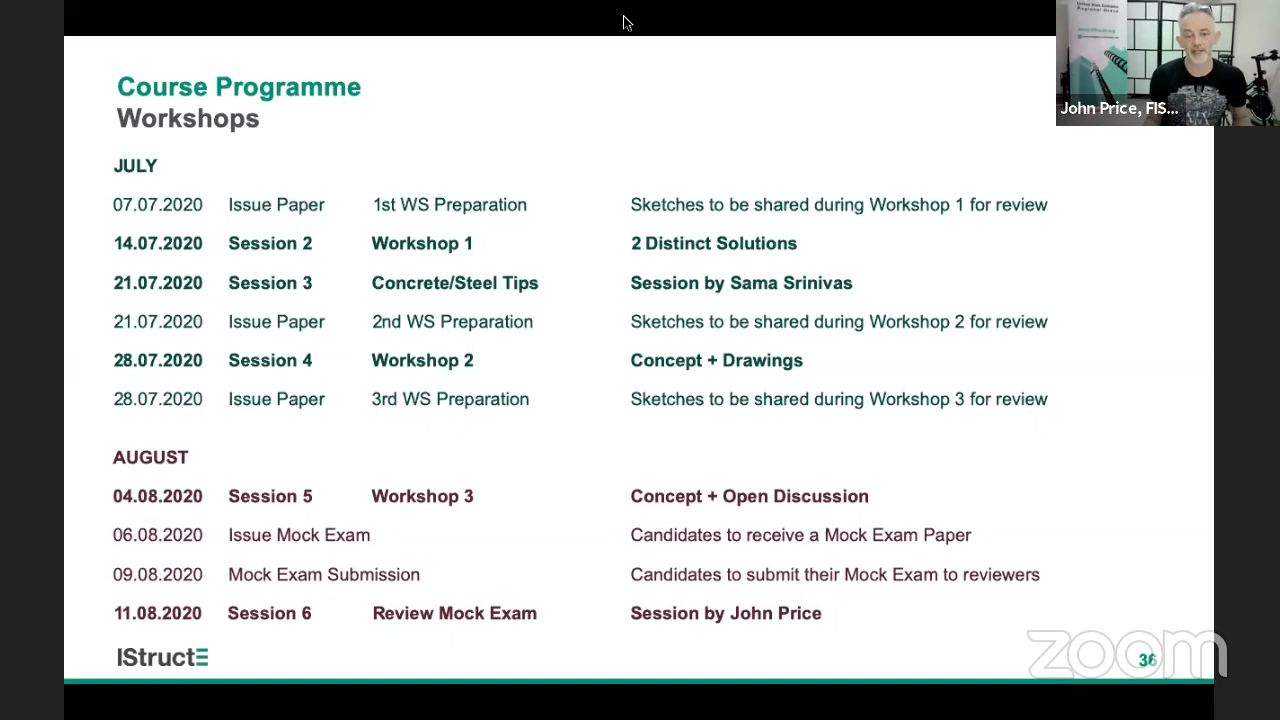 Course Programme
Workshops
JULY
07.07.2020 Issue Paper 1st WS Preparation Sketches to be shared during Workshop 1 for review
14.07.2020 Session 2 Workshop 1 2 Distinct Solutions
21.07.2020 Session 3 Concrete/Steel Tips Session by Sama Srinivas
21.07.2020 Issue Paper 2nd WS Preparation Sketches to be shared during Workshop 2 for review
28.07.2020 Session 4 Workshop 2 Concept + Drawings
28.07.2020 Issue Paper 3rd WS Preparation Sketches to be shared during Workshop 3 for review
AUGUST
04.08.2020 Session 5 Workshop 3 Concept + Open Discussion
06.08.2020 Issue Mock Exam Candidates to receive a Mock Exam Paper
09.08.2020 Mock Exam Submission Candidates to submit their Mock Exam to reviewers
11.08.2020 Session 6 Review Mock Exam Session by John Price
IStructE
36
zoom
United Arab Emirates
Regional Group
John Price, FIS...